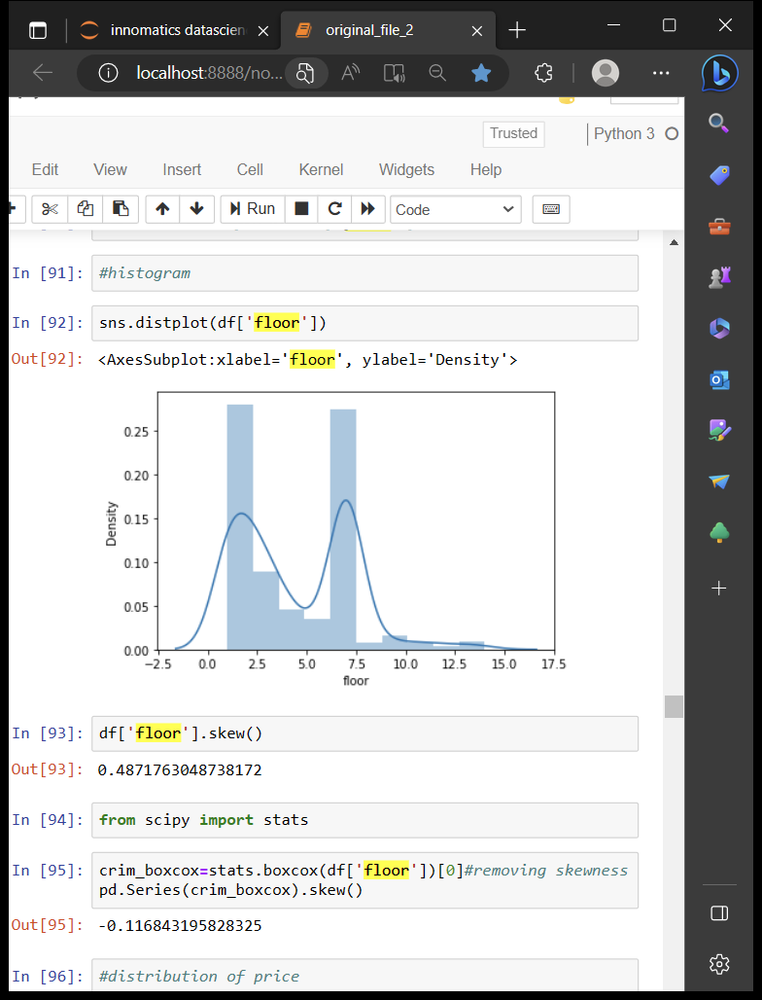 innomatics datascien
original_file_2
localhost:8888/no...
Trusted
Python 3
Edit View Insert Cell Kernel Widgets Help
Run
Code
In [91]: #histogram
In [92]: sns.distplot(df['floor'])
Out[92]: <AxesSubplot:xlabel='floor', ylabel='Density'>
0.25
0.20
0.15
0.10
0.05
0.00
Density
−2.5 0.0 2.5 5.0 7.5 10.0 12.5 15.0 17.5
floor
In [93]: df['floor'].skew()
Out[93]: 0.4871763048738172
In [94]: from scipy import stats
In [95]: crim_boxcox=stats.boxcox(df['floor'])[0]#removing skewness
pd.Series(crim_boxcox).skew()
Out[95]: -0.116843195828325
In [96]: #distribution of price